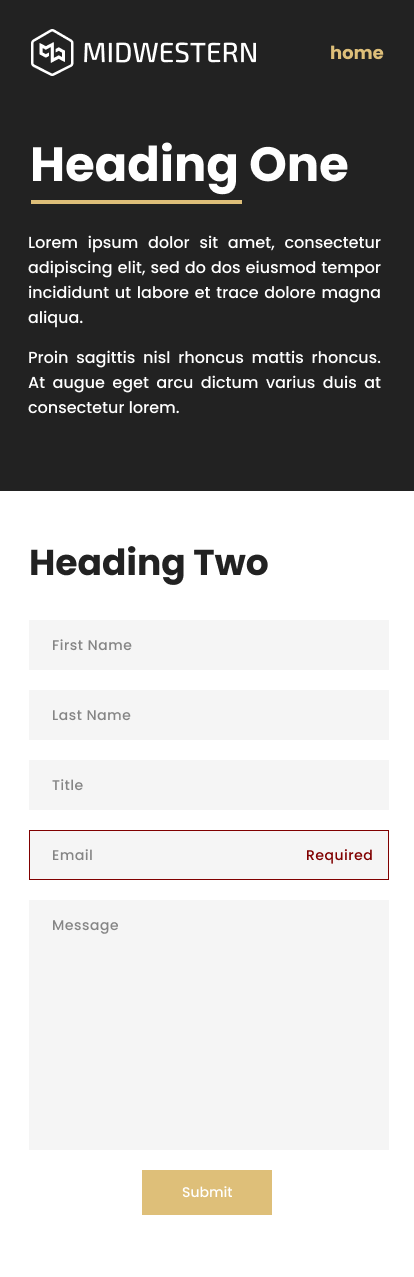 MIDWESTERN
home
Heading One
Lorem ipsum dolor sit amet, consectetur
adipiscing elit, sed do dos eiusmod tempor
incididunt ut labore et trace dolore magna
aliqua.
Proin sagittis nisl rhoncus mattis rhoncus.
At augue eget arcu dictum varius duis at
consectetur lorem.
Heading Two
First Name
Last Name
Title
Email Required
Message
Submit